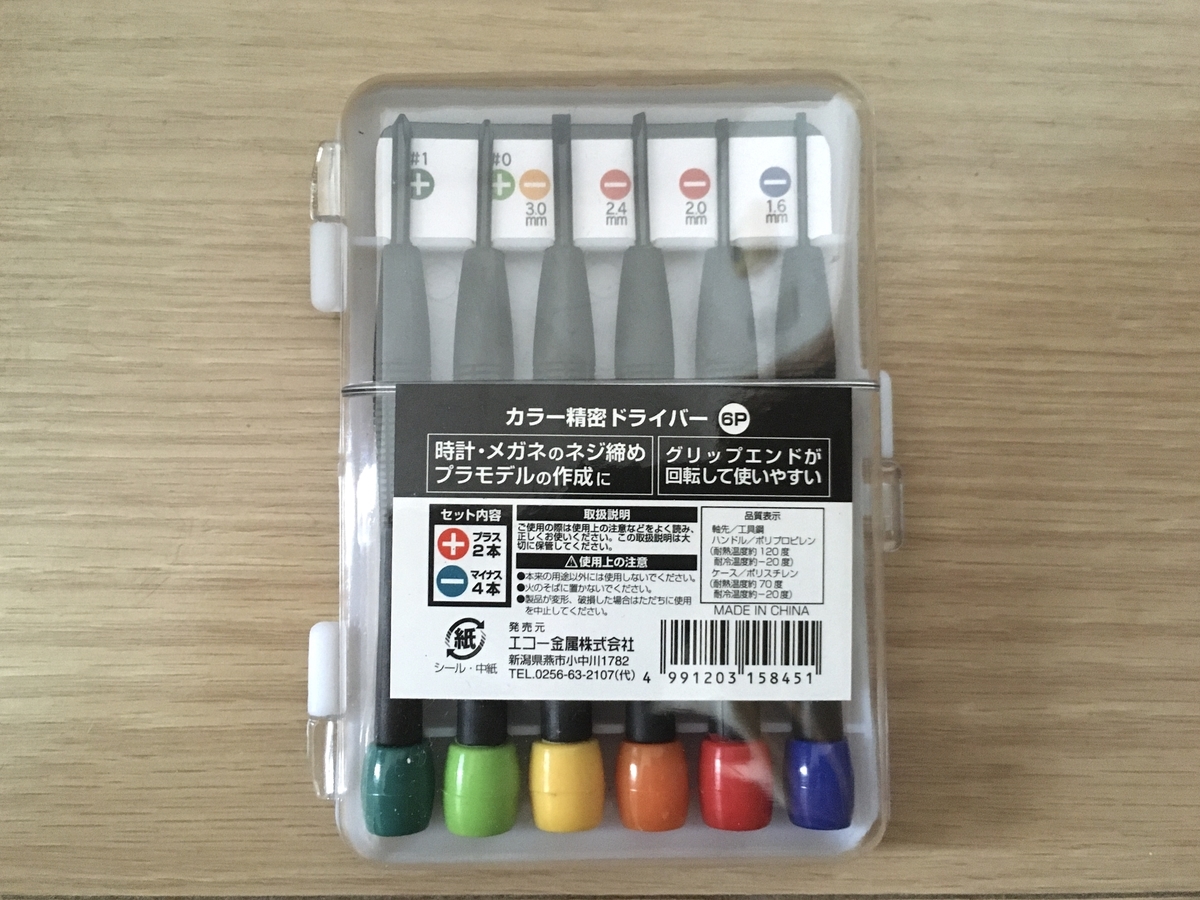 #1
#0
3.0
mm
2.4
mm
2.0
mm
1.6
mm
カラー精密ドライバー 6P
時計・メガネのネジ締め
プラモデルの作成に
グリップエンドが
回転して使いやすい
セット内容
プラス
2本
マイナス
4本
取扱説明
ご使用の際は使用上の注意などをよく読み、
正しくお使いください。この取扱説明は大
切に保管してください。
⚠使用上の注意
●本来の用途以外には使用しないでください。
●火のそばに置かないでください。
●製品が変形、破損した場合はただちに使用
を中止してください。
品質表示
軸先/工具鋼
ハンドル/ポリプロピレン
(耐熱温度約120度
耐冷温度約−20度)
ケース/ポリスチレン
(耐熱温度約70度
耐冷温度約−20度)
MADE IN CHINA
紙
シール・中紙
発売元
エコー金属株式会社
新潟県燕市小中川1782
TEL.0256-63-2107(代)
4 991203 158451